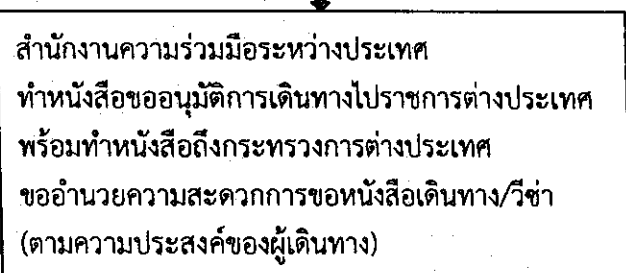 สำนักงานความร่วมมือระหว่างประเทศ
ทำหนังสือขออนุมัติการเดินทางไปราชการต่างประเทศ
พร้อมทำหนังสือถึงกระทรวงการต่างประเทศ
ขออำนวยความสะดวกการขอหนังสือเดินทาง/วีซ่า
(ตามความประสงค์ของผู้เดินทาง)